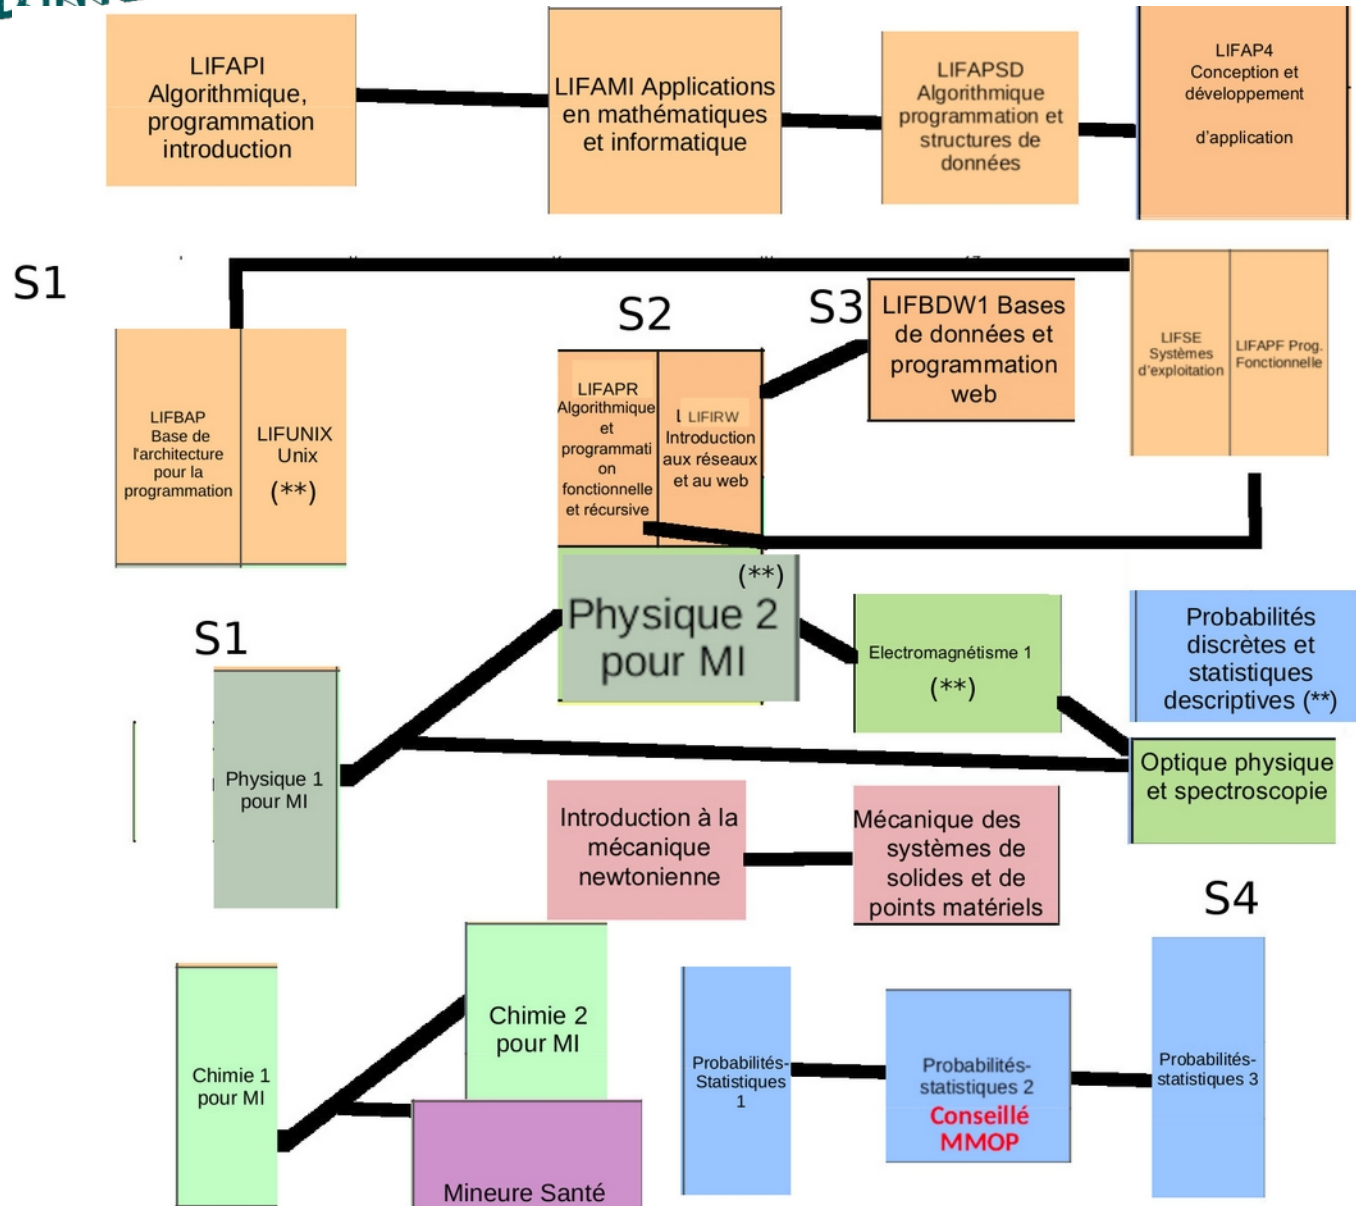 LIFAPI
Algorithmique,
programmation
introduction
LIFAMI Applications
en mathématiques
et informatique
LIFAPSD
Algorithmique
programmation et
structures de
données
LIFAP4
Conception et
développement
d'application
S1
S2
S3
LIFBDW1 Bases
de données et
programmation
web
LIFSE
Systèmes
d'exploitation
LIFAPF Prog.
Fonctionnelle
LIFBAP
Base de
l'architecture
pour la
programmation
LIFUNIX
Unix
(**)
LIFAPR
Algorithmique
et
programmati
on
fonctionnelle
et récursive
LIFIRW
Introduction
aux réseaux
et au web
(**)
Physique 2
pour MI
S1
Physique 1
pour MI
Electromagnétisme 1
(**)
Probabilités
discrètes et
statistiques
descriptives (**)
Optique physique
et spectroscopie
Introduction à la
mécanique
newtonienne
Mécanique des
systèmes de
solides et de
points matériels
S4
Chimie 1
pour MI
Chimie 2
pour MI
Mineure Santé
Probabilités-
Statistiques
1
Probabilités-
statistiques 2
Conseillé
MMOP
Probabilités-
statistiques 3